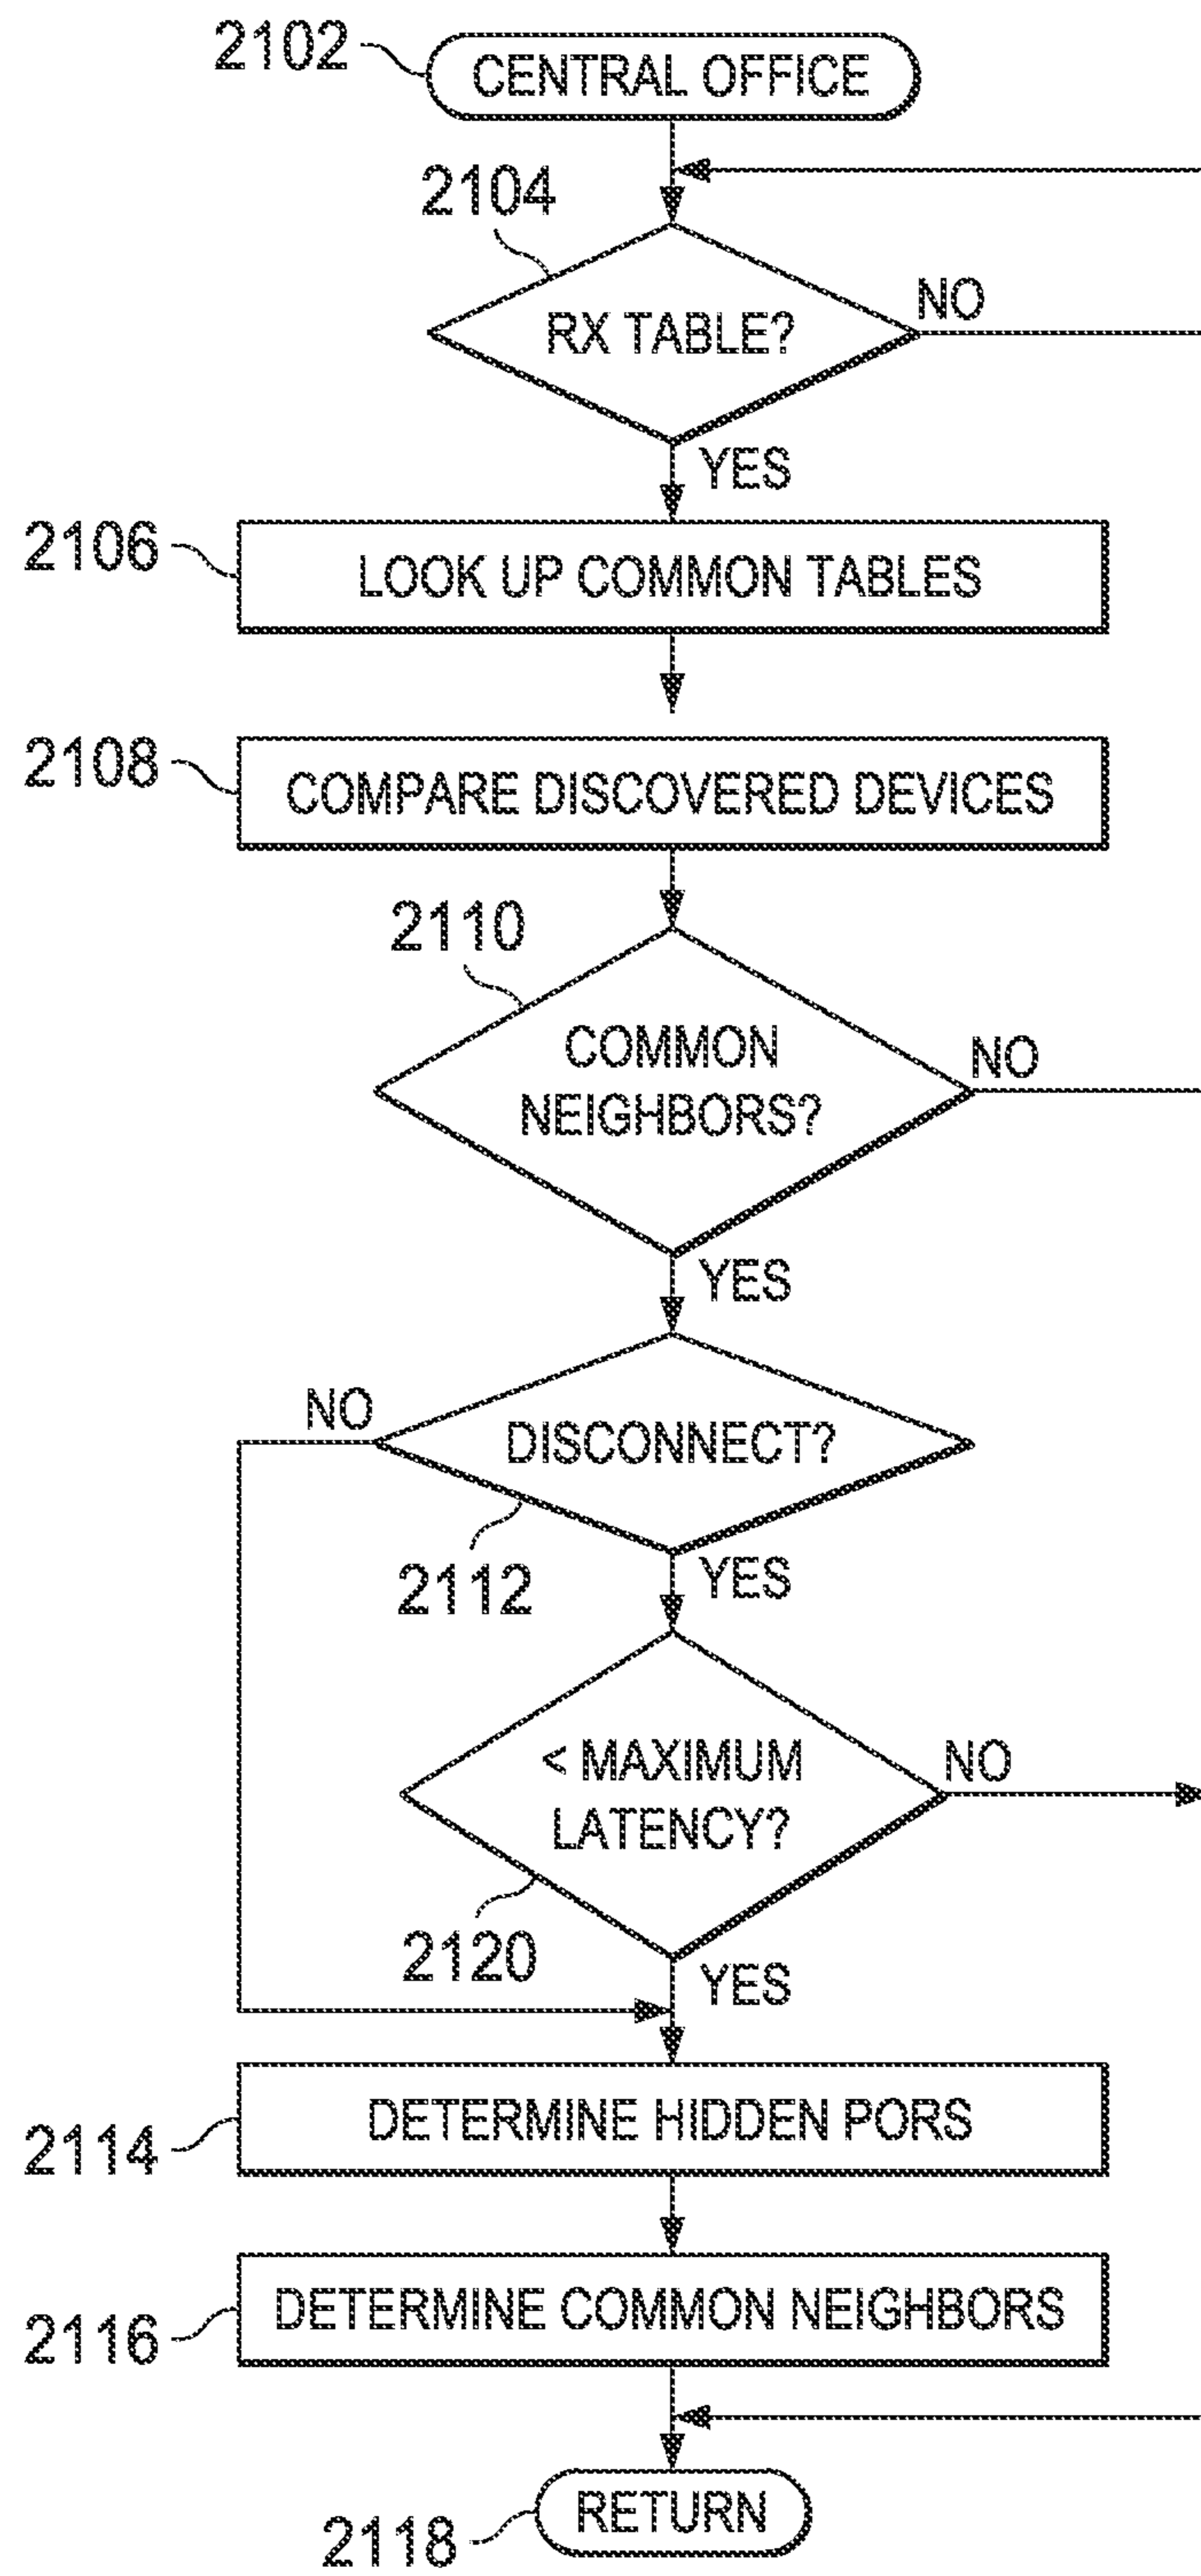 2102
CENTRAL OFFICE
2104
RX TABLE?
NO
YES
2106
LOOK UP COMMON TABLES
2108
COMPARE DISCOVERED DEVICES
2110
COMMON
NEIGHBORS?
NO
YES
NO
DISCONNECT?
2112
YES
< MAXIMUM
LATENCY?
NO
2120
YES
2114
DETERMINE HIDDEN PORS
2116
DETERMINE COMMON NEIGHBORS
2118
RETURN